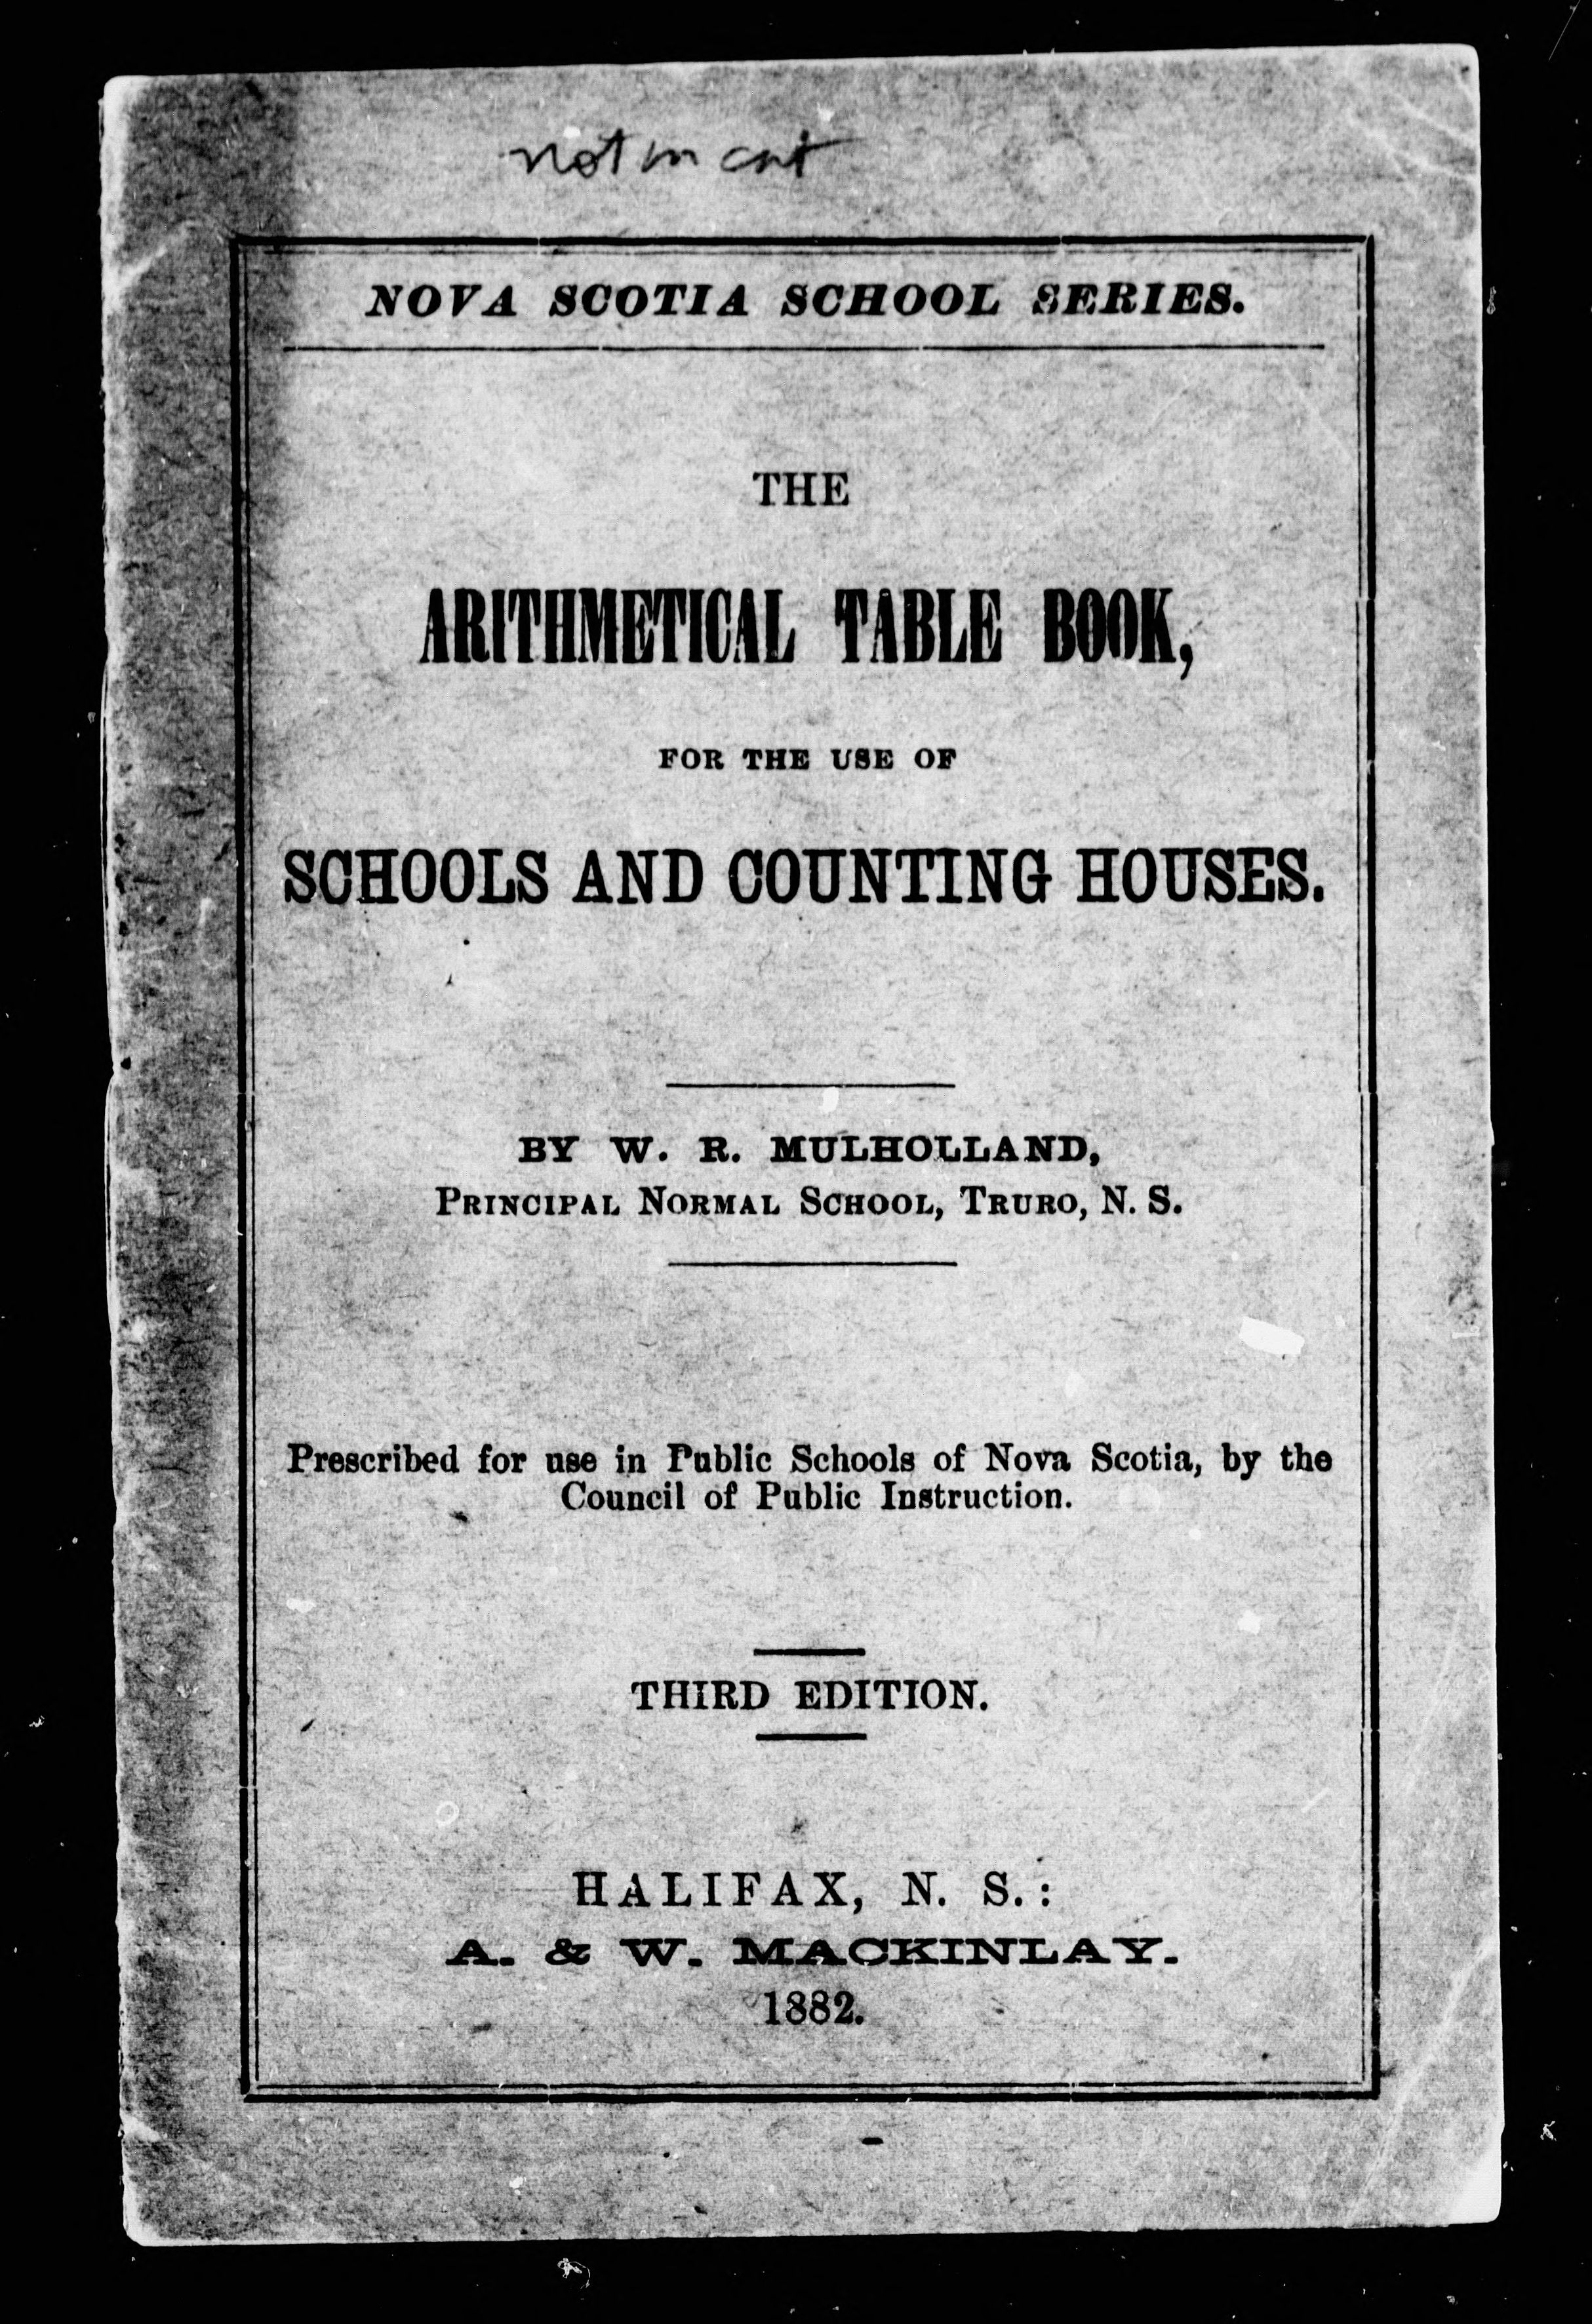 not in cat
NOVA SCOTIA SCHOOL SERIES.
THE
ARITHMETICAL TABLE BOOK,
FOR THE USE OF
SCHOOLS AND COUNTING HOUSES.
BY W. R. MULHOLLAND,
PRINCIPAL NORMAL SCHOOL, TRURO, N. S.
Prescribed for use in Public Schools of Nova Scotia, by the
Council of Public Instruction.
THIRD EDITION.
HALIFAX, N. S. :
A. & W. MACKINLAY.
1882.